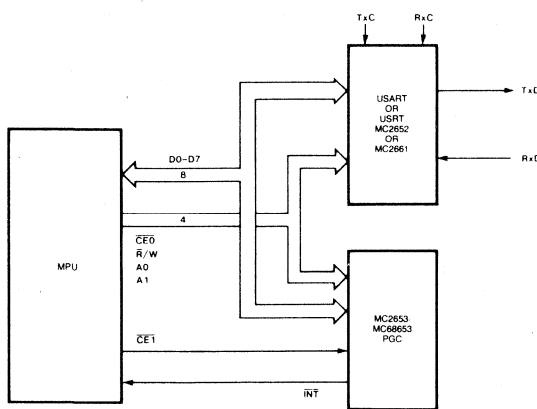 TxC RxC
USART
OR
USRT
MC2652
OR
MC2661
TxD
RxD
D0-D7
8
4
CE0
R/W
A0
A1
MPU
CE1
INT
MC2653
MC68653
PGC